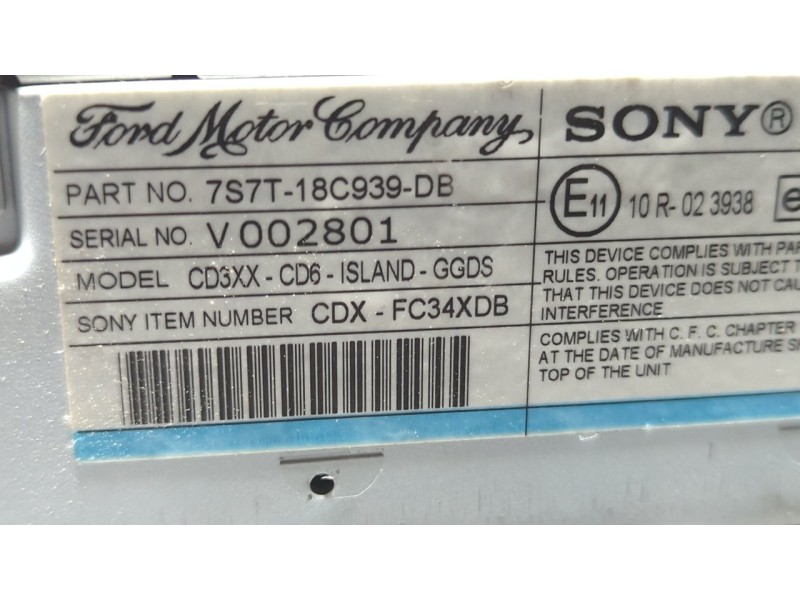 Ford Motor Company
PART NO. 7S7T-18C939-DB
SERIAL NO. V002801
MODEL CD3XX - CD6 - ISLAND - GGDS
SONY ITEM NUMBER CDX - FC34XDB
SONY®
E11 10 R- 02 3938 e
THIS DEVICE COMPLIES WITH
RULES. OPERATION IS SUBJECT
THAT THIS DEVICE DOES NOT
INTERFERENCE
COMPLIES WITH C. F. C. CHAPTER
AT THE DATE OF MANUFACTURE
TOP OF THE UNIT